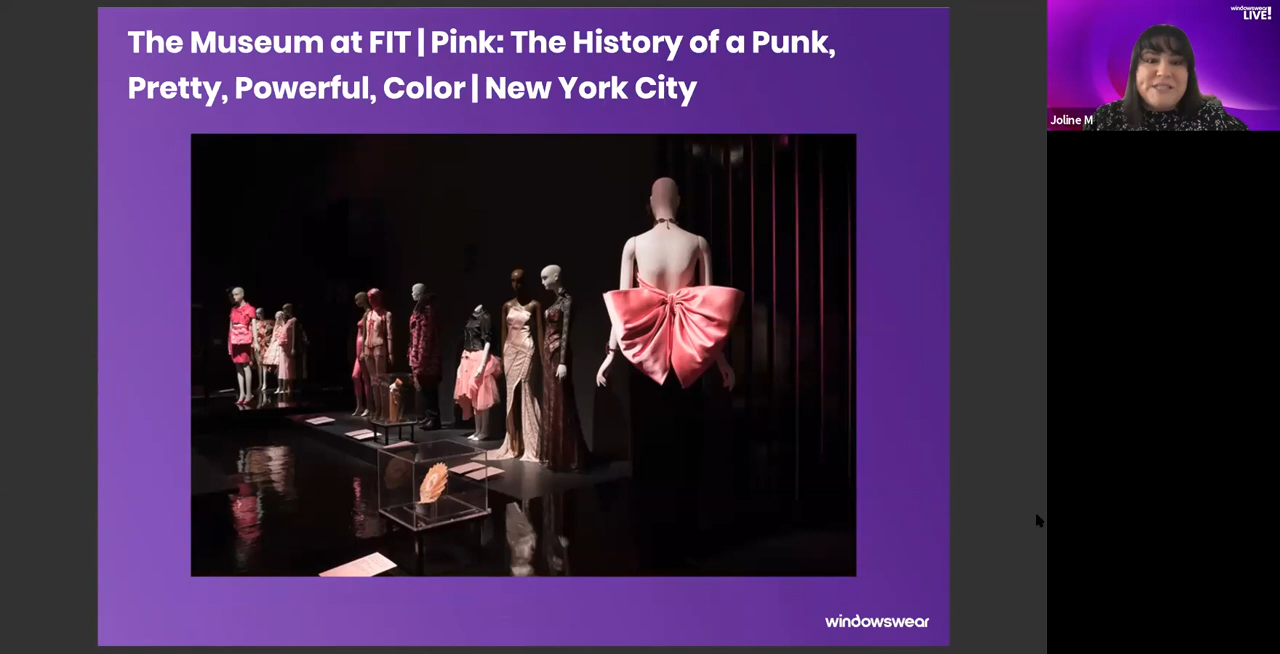 The Museum at FIT | Pink: The History of a Punk,
Pretty, Powerful, Color | New York City
windowswear
windowswear
LIVE!
Joline M